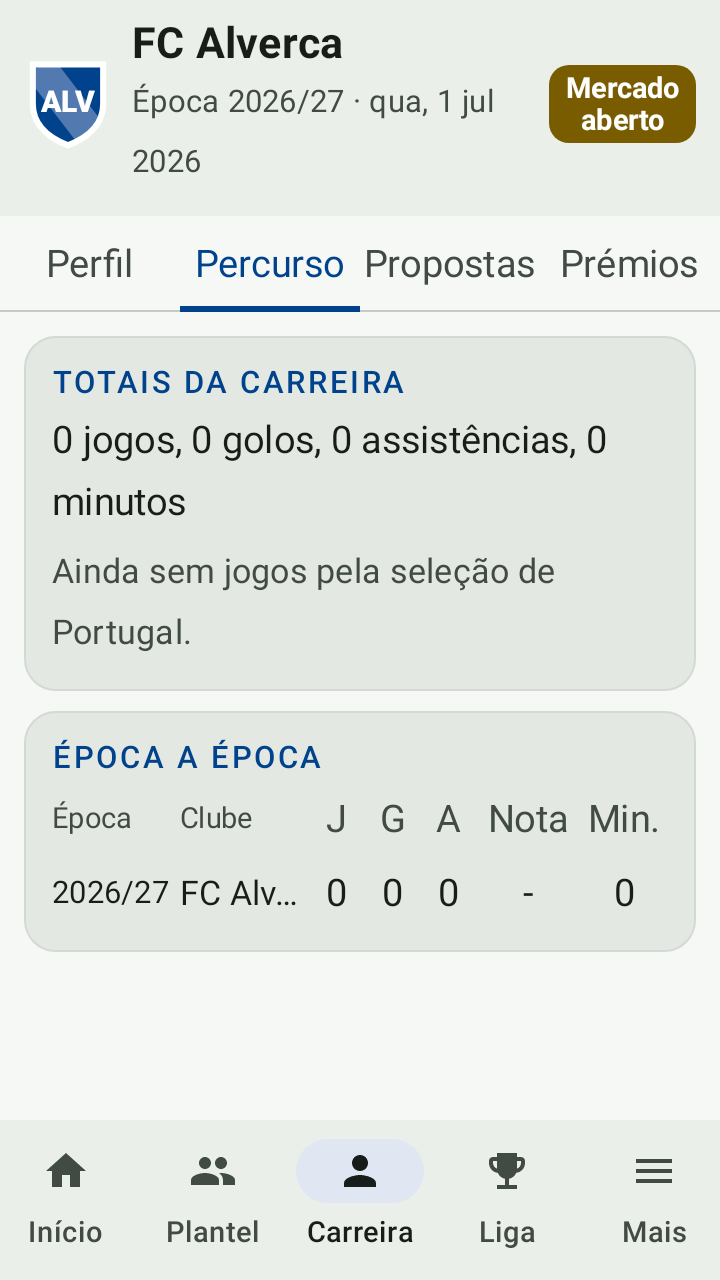 FC Alverca
ALV
Época 2026/27 · qua, 1 jul
2026
Mercado
aberto
Perfil Percurso Propostas Prémios
TOTAIS DA CARREIRA
0 jogos, 0 golos, 0 assistências, 0
minutos
Ainda sem jogos pela seleção de
Portugal.
ÉPOCA A ÉPOCA
Época Clube J G A Nota Min.
2026/27 FC Alv... 0 0 0 - 0
Início Plantel Carreira Liga Mais